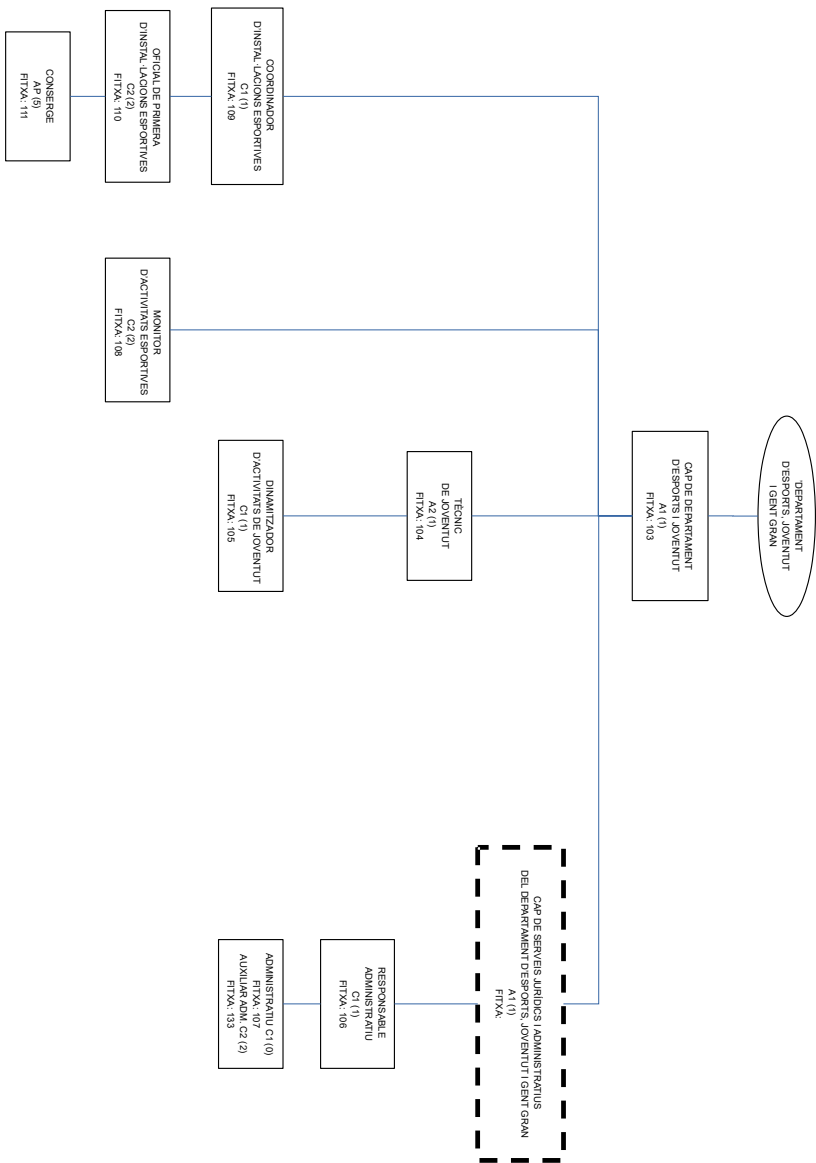 'DEPARTAMENT
D'ESPORTS, JOVENTUT
I GENT GRAN
CAP DE DEPARTAMENT
D'ESPORTS I JOVENTUT
A1 (1)
FITXA: 103
COORDINADOR
D'INSTAL·LACIONS ESPORTIVES
C1 (1)
FITXA: 109
OFICIAL DE PRIMERA
D'INSTAL·LACIONS ESPORTIVES
C2 (2)
FITXA: 110
CONSERGE
AP (5)
FITXA: 111
MONITOR
D'ACTIVITATS ESPORTIVES
C2 (2)
FITXA: 108
TÈCNIC
DE JOVENTUT
A2 (1)
FITXA: 104
DINAMITZADOR
D'ACTIVITATS DE JOVENTUT
C1 (1)
FITXA: 105
CAP DE SERVEIS JURÍDICS I ADMINISTRATIUS
DEL DEPARTAMENT D'ESPORTS, JOVENTUT I GENT GRAN
A1 (1)
FITXA:
RESPONSABLE
ADMINISTRATIU
C1 (1)
FITXA: 106
ADMINISTRATIU C1 (0)
FITXA: 107
AUXILIAR ADM. C2 (2)
FITXA: 133